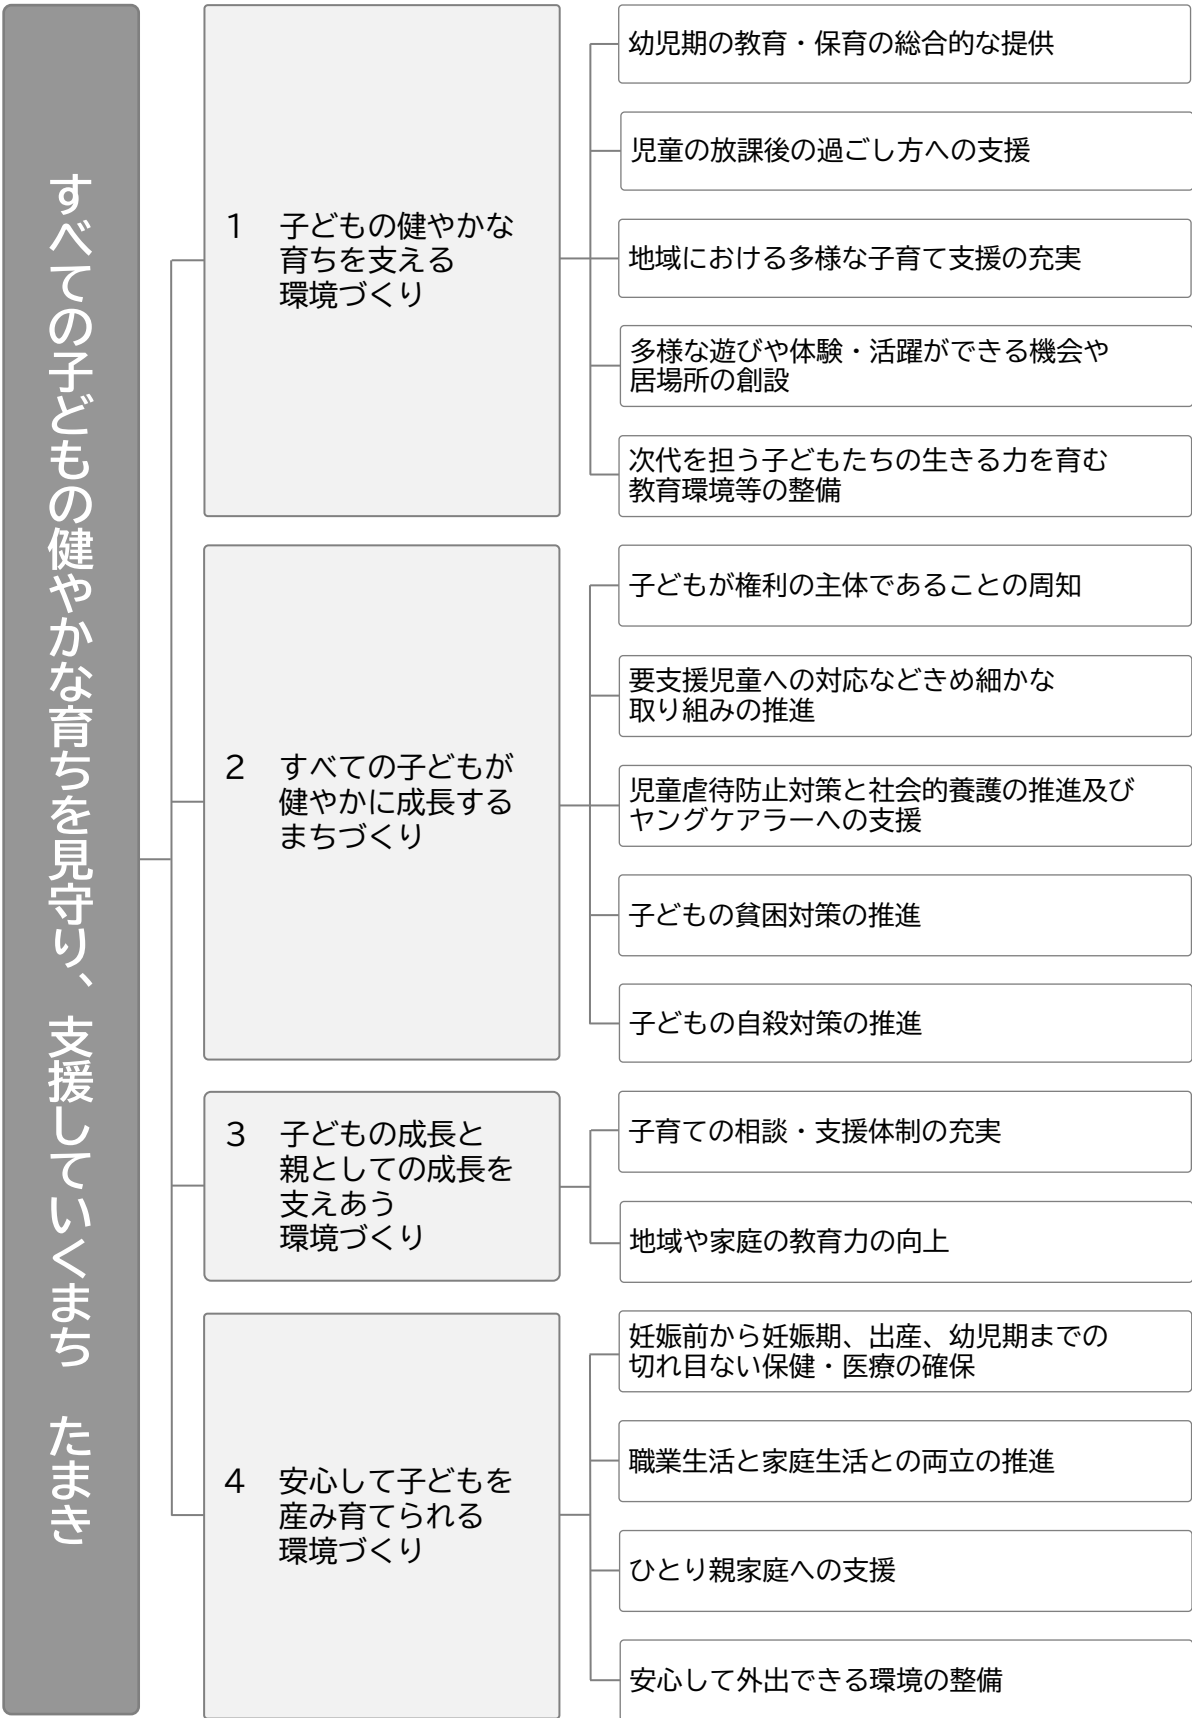 すべての子どもの健やかな育ちを見守り、支援していくまち　たまき
1　子どもの健やかな
育ちを支える
環境づくり
幼児期の教育・保育の総合的な提供
児童の放課後の過ごし方への支援
地域における多様な子育て支援の充実
多様な遊びや体験・活躍ができる機会や
居場所の創設
次代を担う子どもたちの生きる力を育む
教育環境等の整備
2　すべての子どもが
健やかに成長する
まちづくり
子どもが権利の主体であることの周知
要支援児童への対応などきめ細かな
取り組みの推進
児童虐待防止対策と社会的養護の推進及び
ヤングケアラーへの支援
子どもの貧困対策の推進
子どもの自殺対策の推進
3　子どもの成長と
親としての成長を
支えあう
環境づくり
子育ての相談・支援体制の充実
地域や家庭の教育力の向上
4　安心して子どもを
産み育てられる
環境づくり
妊娠前から妊娠期、出産、幼児期までの
切れ目ない保健・医療の確保
職業生活と家庭生活との両立の推進
ひとり親家庭への支援
安心して外出できる環境の整備